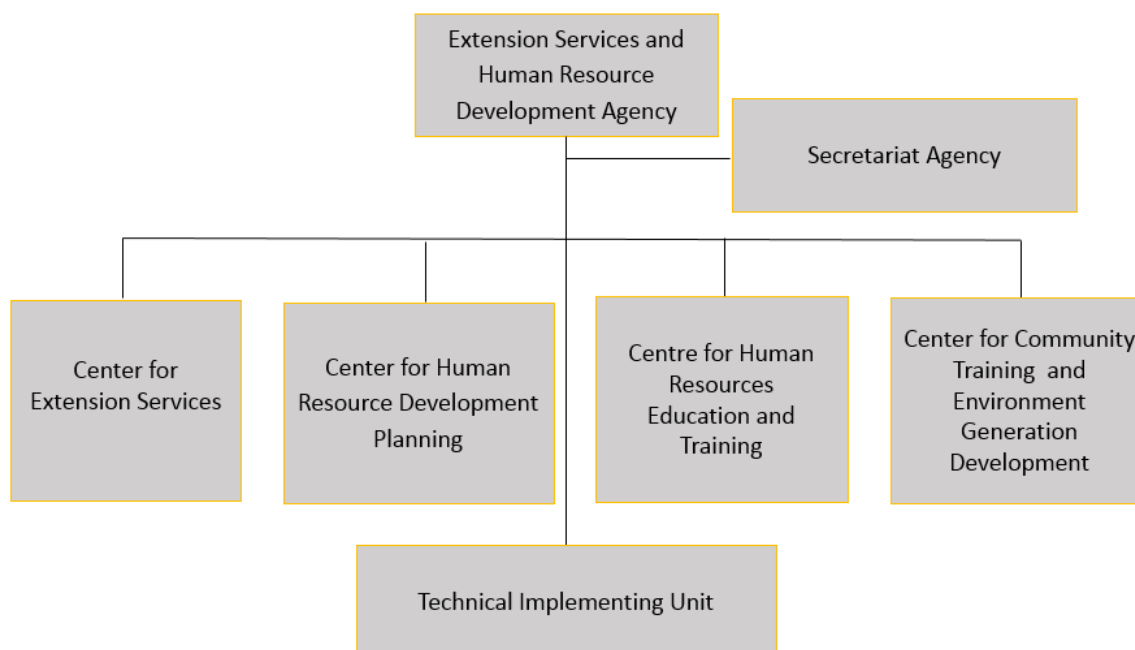 Extension Services and
Human Resource
Development Agency
Secretariat Agency
Center for
Extension Services
Center for Human
Resource Development
Planning
Centre for Human
Resources
Education and
Training
Center for Community
Training and
Environment
Generation
Development
Technical Implementing Unit